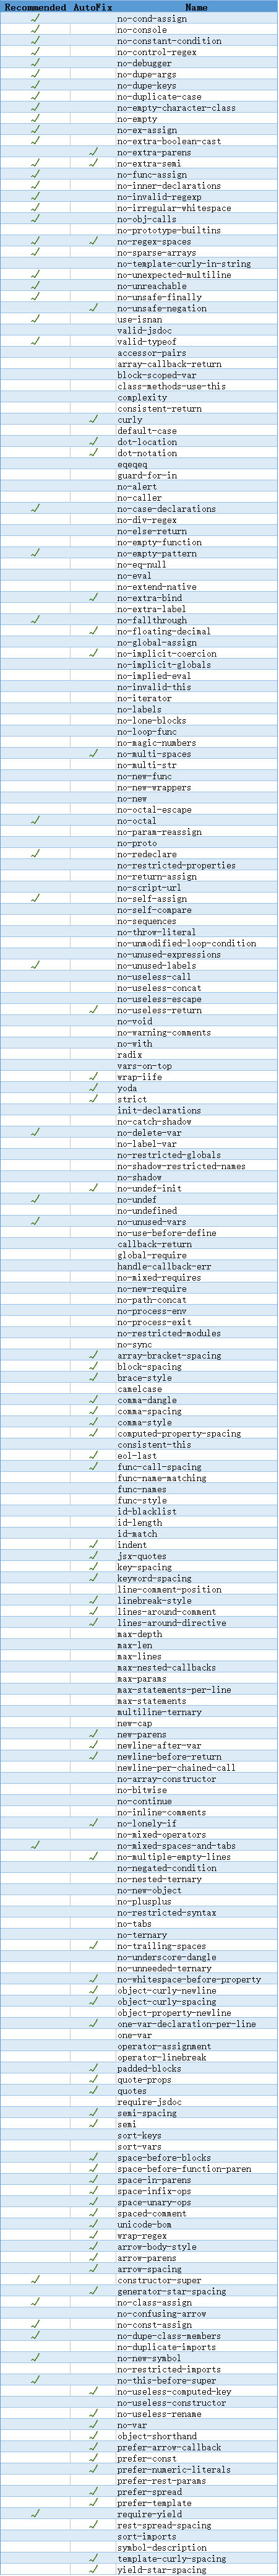 Recommended AutoFix Name
✓ no-cond-assign
✓ no-console
✓ no-constant-condition
✓ no-control-regex
✓ no-debugger
✓ no-dupe-args
✓ no-dupe-keys
✓ no-duplicate-case
✓ no-empty-character-class
✓ no-empty
✓ no-ex-assign
✓ no-extra-boolean-cast
✓ no-extra-parens
✓ ✓ no-extra-semi
✓ no-func-assign
✓ no-inner-declarations
✓ no-invalid-regexp
✓ no-irregular-whitespace
✓ no-obj-calls
no-prototype-builtins
✓ ✓ no-regex-spaces
✓ no-sparse-arrays
no-template-curly-in-string
✓ no-unexpected-multiline
✓ no-unreachable
✓ no-unsafe-finally
✓ no-unsafe-negation
✓ use-isnan
valid-jsdoc
✓ valid-typeof
accessor-pairs
array-callback-return
block-scoped-var
class-methods-use-this
complexity
consistent-return
✓ curly
default-case
✓ dot-location
✓ dot-notation
eqeqeq
guard-for-in
no-alert
no-caller
✓ no-case-declarations
no-div-regex
no-else-return
no-empty-function
✓ no-empty-pattern
no-eq-null
no-eval
no-extend-native
✓ no-extra-bind
no-extra-label
✓ no-fallthrough
✓ no-floating-decimal
no-global-assign
✓ no-implicit-coercion
no-implicit-globals
no-implied-eval
no-invalid-this
no-iterator
no-labels
no-lone-blocks
no-loop-func
no-magic-numbers
✓ no-multi-spaces
no-multi-str
no-new-func
no-new-wrappers
no-new
no-octal-escape
✓ no-octal
no-param-reassign
no-proto
✓ no-redeclare
no-restricted-properties
no-return-assign
no-script-url
✓ no-self-assign
no-self-compare
no-sequences
no-throw-literal
no-unmodified-loop-condition
no-unused-expressions
✓ no-unused-labels
no-useless-call
no-useless-concat
no-useless-escape
✓ no-useless-return
no-void
no-warning-comments
no-with
radix
vars-on-top
✓ wrap-iife
✓ yoda
✓ strict
init-declarations
no-catch-shadow
✓ no-delete-var
no-label-var
no-restricted-globals
no-shadow-restricted-names
no-shadow
✓ no-undef-init
✓ no-undef
no-undefined
✓ no-unused-vars
no-use-before-define
callback-return
global-require
handle-callback-err
no-mixed-requires
no-new-require
no-path-concat
no-process-env
no-process-exit
no-restricted-modules
no-sync
✓ array-bracket-spacing
✓ block-spacing
✓ brace-style
camelcase
✓ comma-dangle
✓ comma-spacing
✓ comma-style
✓ computed-property-spacing
consistent-this
✓ eol-last
✓ func-call-spacing
func-name-matching
func-names
func-style
id-blacklist
id-length
id-match
✓ indent
✓ jsx-quotes
✓ key-spacing
✓ keyword-spacing
line-comment-position
✓ linebreak-style
✓ lines-around-comment
✓ lines-around-directive
max-depth
max-len
max-lines
max-nested-callbacks
max-params
max-statements-per-line
max-statements
multiline-ternary
new-cap
✓ new-parens
✓ newline-after-var
✓ newline-before-return
newline-per-chained-call
no-array-constructor
no-bitwise
no-continue
no-inline-comments
✓ no-lonely-if
no-mixed-operators
✓ no-mixed-spaces-and-tabs
✓ no-multiple-empty-lines
no-negated-condition
no-nested-ternary
no-new-object
no-plusplus
no-restricted-syntax
no-tabs
no-ternary
✓ no-trailing-spaces
no-underscore-dangle
no-unneeded-ternary
✓ no-whitespace-before-property
✓ object-curly-newline
✓ object-curly-spacing
object-property-newline
✓ one-var-declaration-per-line
one-var
operator-assignment
operator-linebreak
✓ padded-blocks
✓ quote-props
✓ quotes
require-jsdoc
✓ semi-spacing
✓ semi
sort-keys
sort-vars
✓ space-before-blocks
✓ space-before-function-paren
✓ space-in-parens
✓ space-infix-ops
✓ space-unary-ops
✓ spaced-comment
✓ unicode-bom
✓ wrap-regex
✓ arrow-body-style
✓ arrow-parens
✓ arrow-spacing
✓ constructor-super
✓ generator-star-spacing
✓ no-class-assign
no-confusing-arrow
✓ no-const-assign
✓ no-dupe-class-members
no-duplicate-imports
✓ no-new-symbol
no-restricted-imports
✓ no-this-before-super
✓ no-useless-computed-key
no-useless-constructor
✓ no-useless-rename
✓ no-var
✓ object-shorthand
✓ prefer-arrow-callback
✓ prefer-const
✓ prefer-numeric-literals
prefer-rest-params
✓ prefer-spread
✓ prefer-template
✓ require-yield
✓ rest-spread-spacing
sort-imports
symbol-description
✓ template-curly-spacing
✓ yield-star-spacing